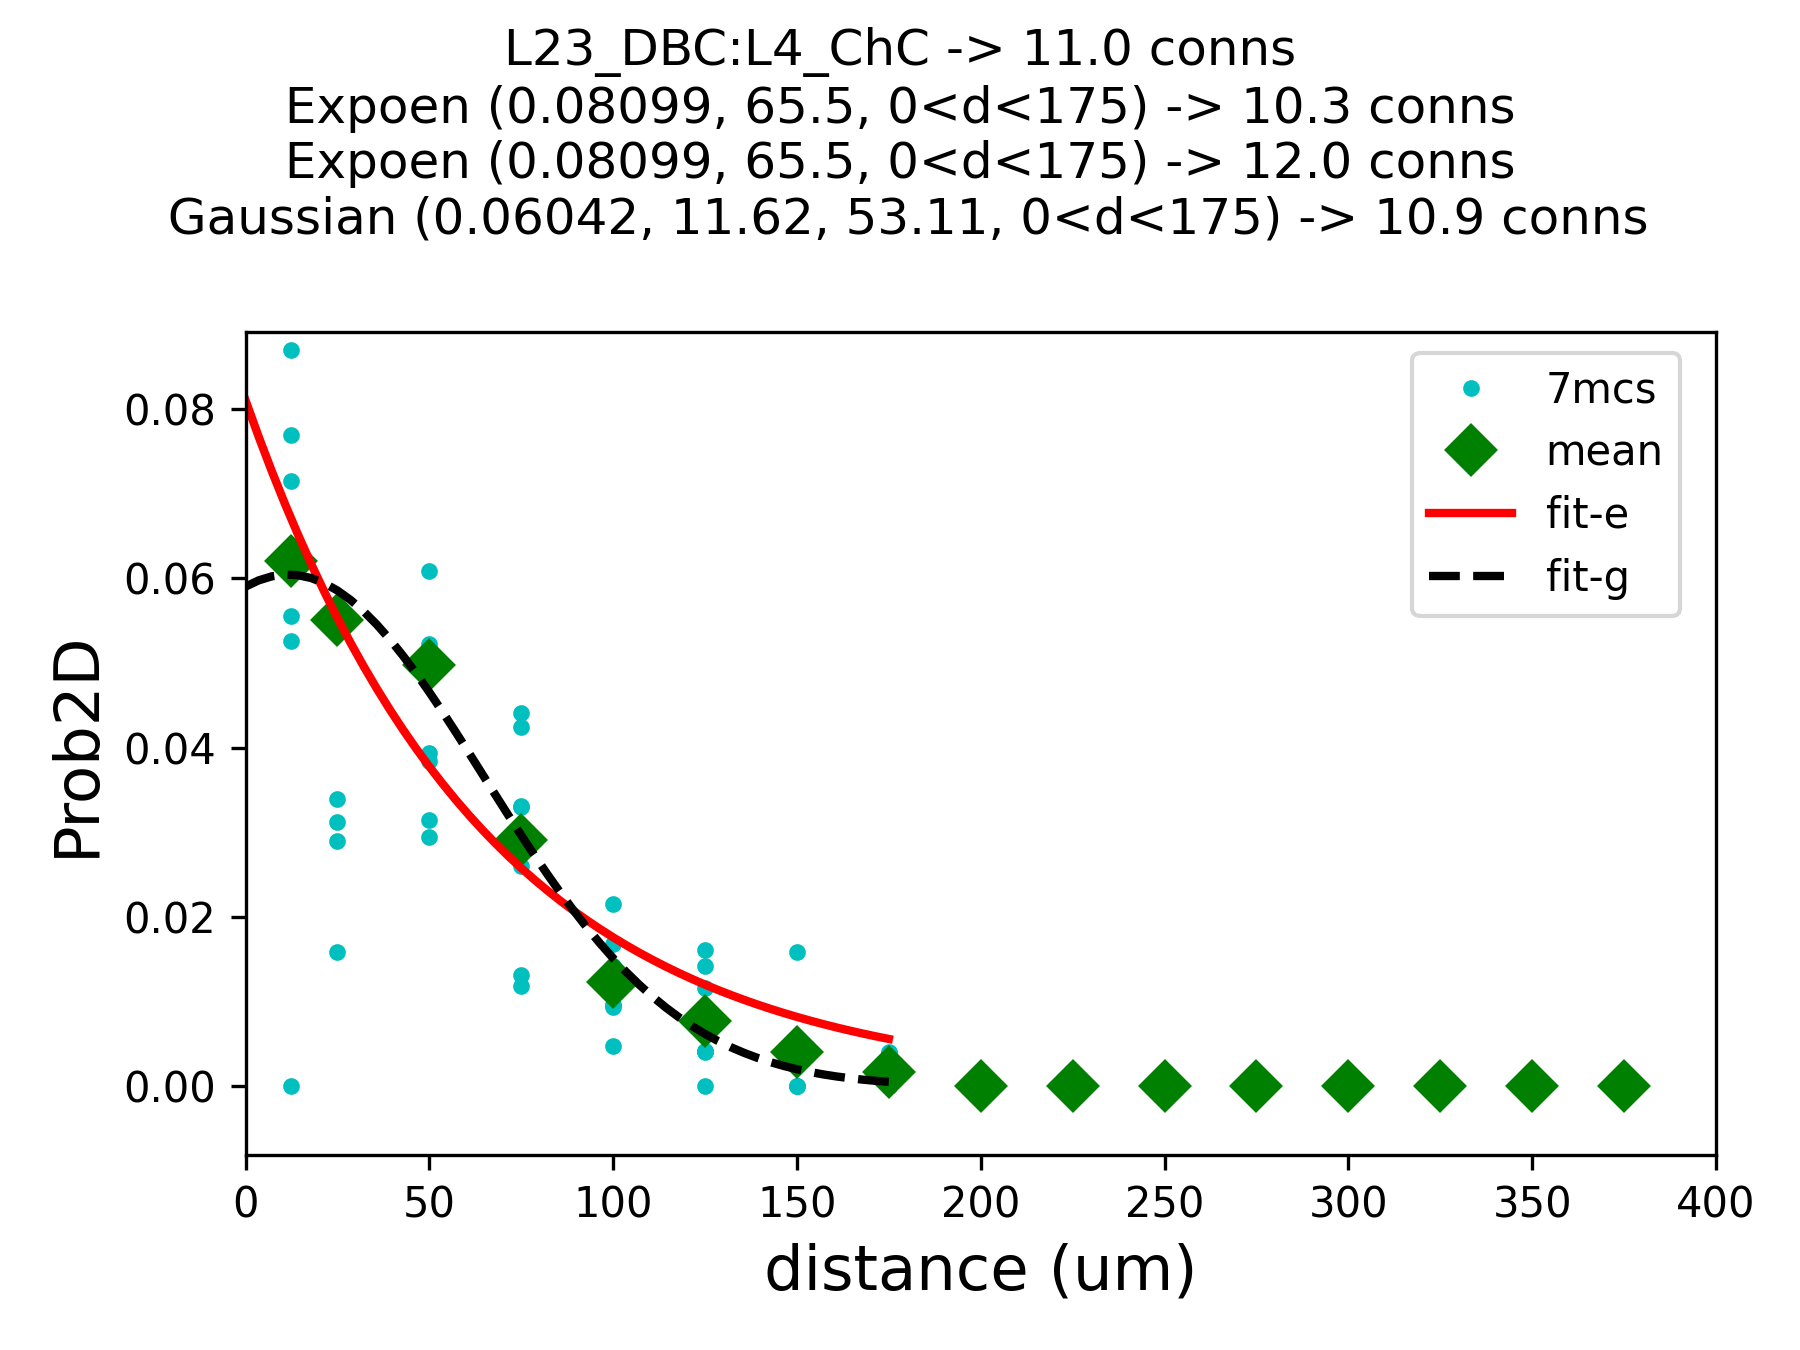 L23_DBC:L4_ChC -> 11.0 conns
Expoen (0.08099, 65.5, 0<d<175) -> 10.3 conns
Expoen (0.08099, 65.5, 0<d<175) -> 12.0 conns
Gaussian (0.06042, 11.62, 53.11, 0<d<175) -> 10.9 conns
7mcs
mean
fit-e
fit-g
Prob2D
0.08
0.06
0.04
0.02
0.00
0 50 100 150 200 250 300 350 400
distance (um)